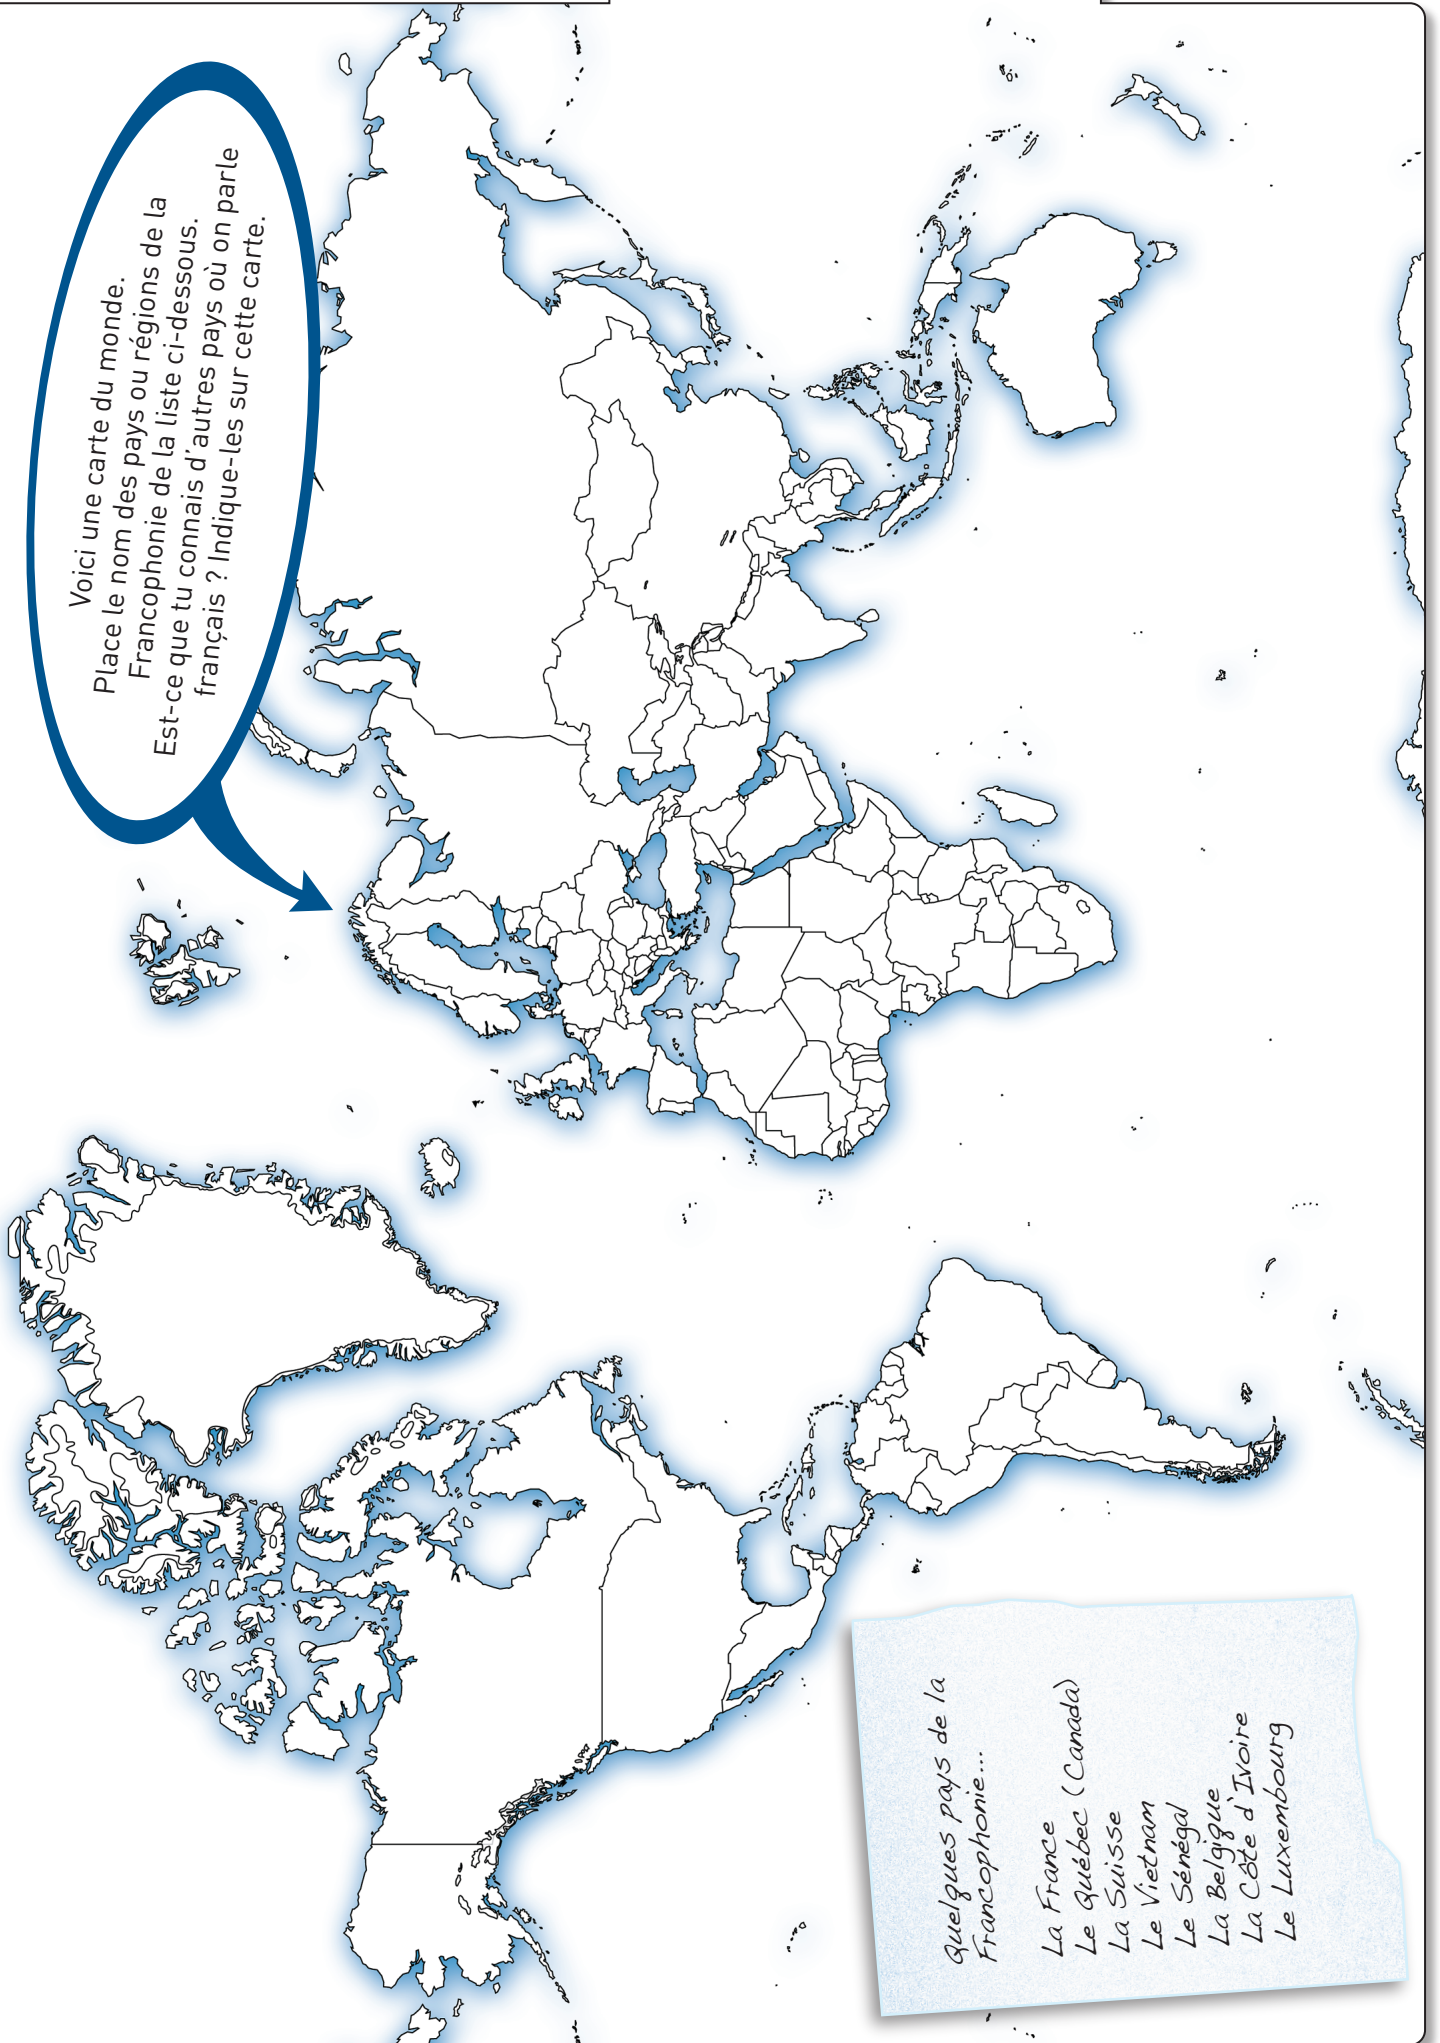 Voici une carte du monde.
Place le nom des pays ou régions de la
Francophonie de la liste ci-dessous.
Est-ce que tu connais d'autres pays où on parle
français ? Indique-les sur cette carte.
Quelques pays de la
Francophonie...
La France
Le Québec (Canada)
La Suisse
Le Vietnam
Le Sénégal
La Belgique
La Côte d'Ivoire
Le Luxembourg